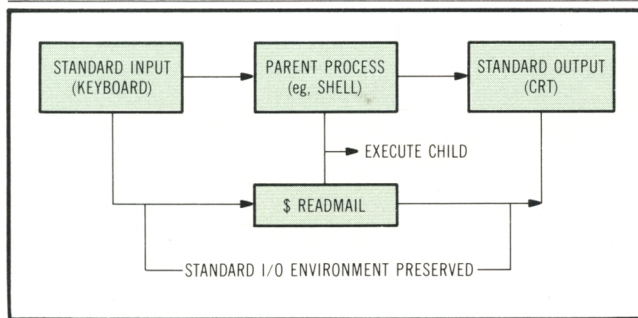 STANDARD INPUT
(KEYBOARD)
PARENT PROCESS
(eg, SHELL)
STANDARD OUTPUT
(CRT)
EXECUTE CHILD
$ READMAIL
STANDARD I/O ENVIRONMENT PRESERVED